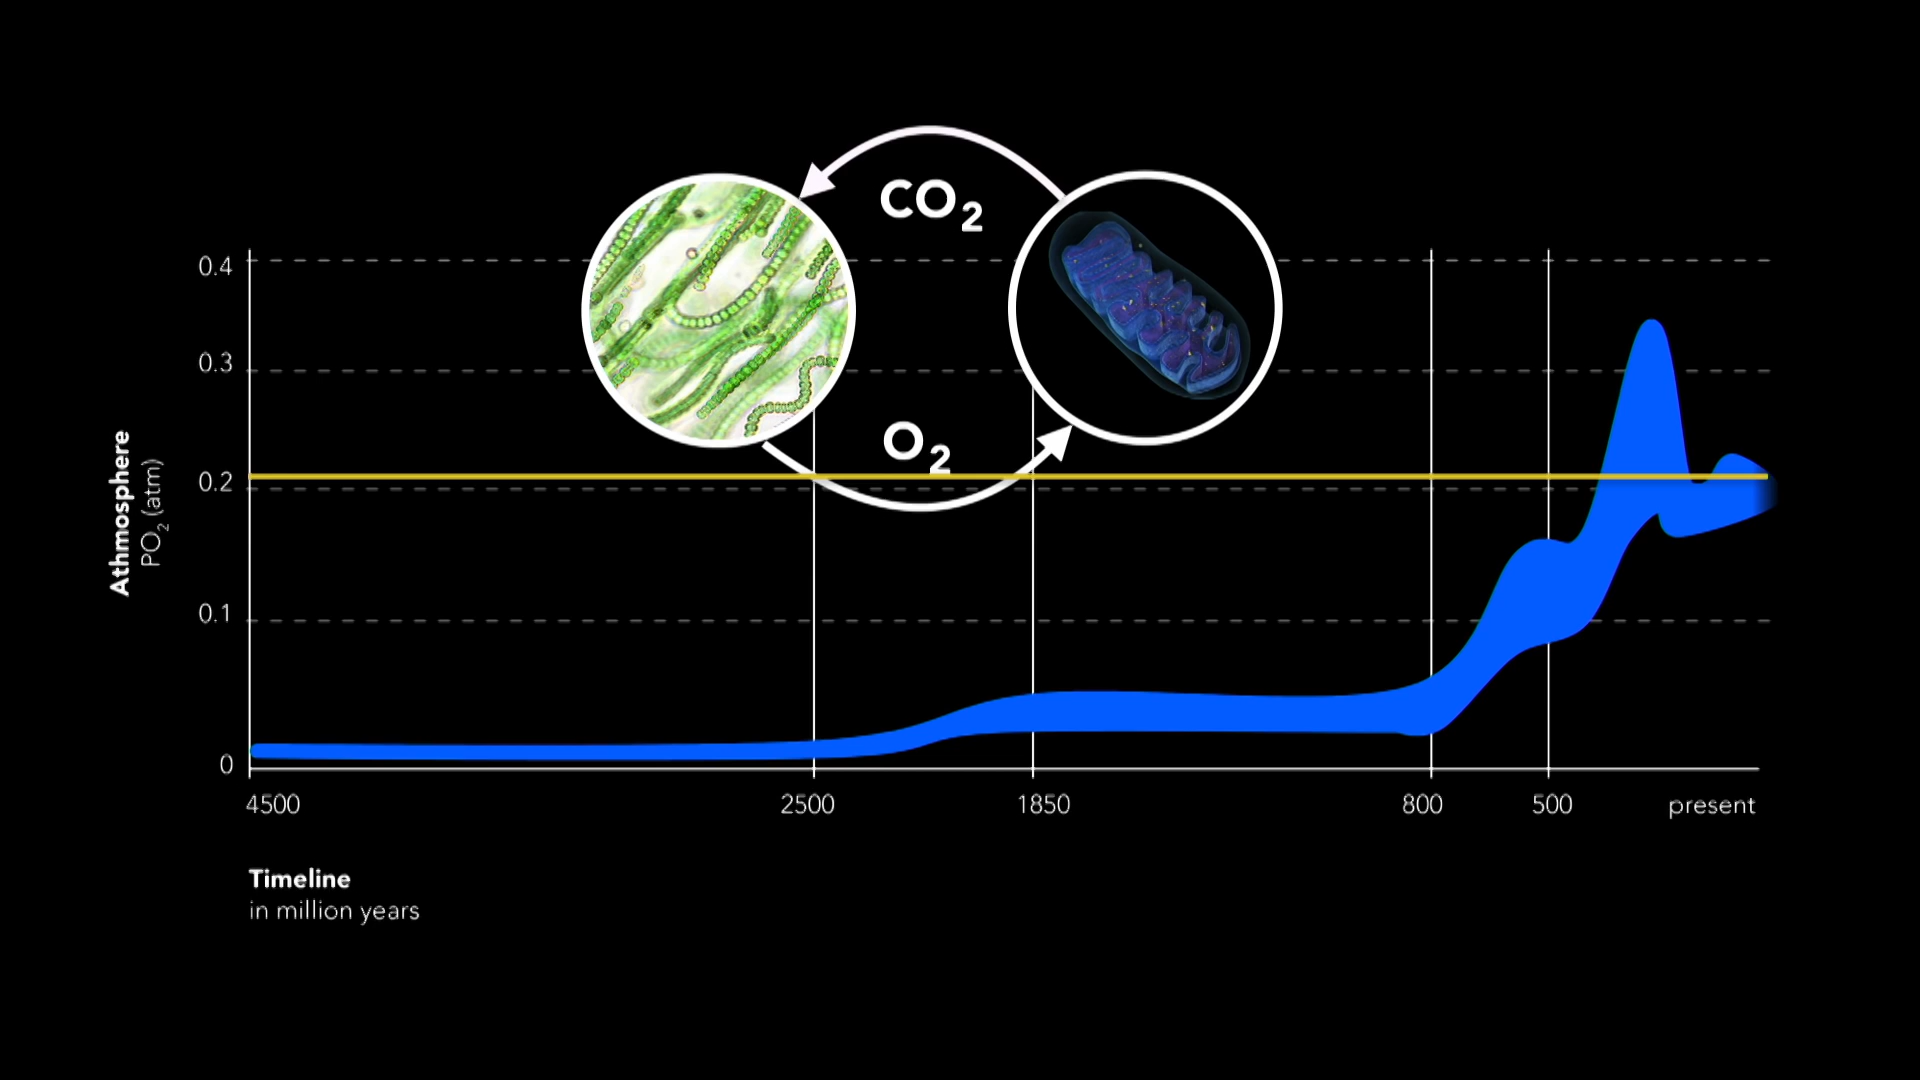 CO₂
O₂
0.4
0.3
0.2
0.1
0
Athmosphere
PO₂ (atm)
4500
2500
1850
800
500
present
Timeline
in million years